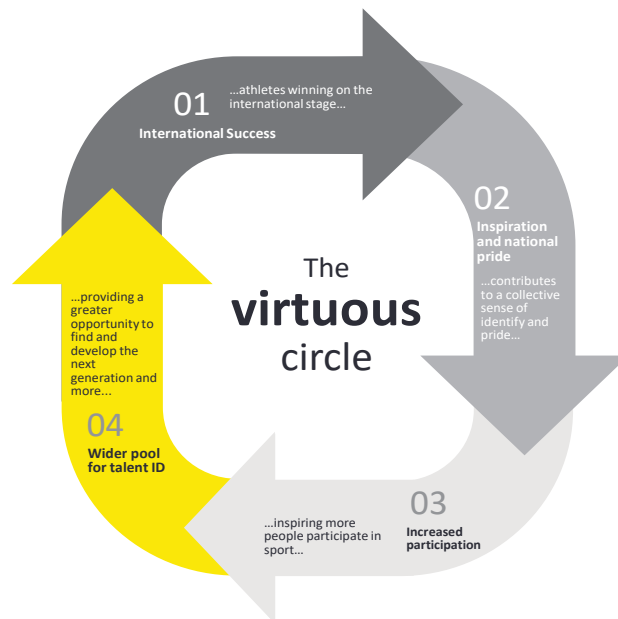 01
International Success
...athletes winning on the
international stage...
02
Inspiration
and national
pride
...contributes
to a collective
sense of
identify and
pride...
The
virtuous
circle
03
Increased
participation
...inspiring more
people participate in
sport...
04
Wider pool
for talent ID
...providing a
greater
opportunity to
find and
develop the
next
generation and
more...